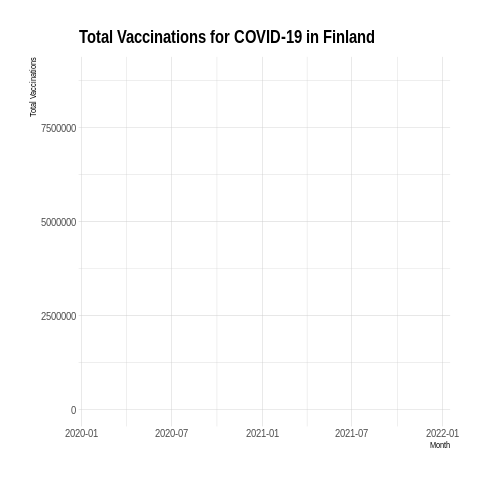 Total Vaccinations for COVID-19 in Finland
Total Vaccinations
7500000
5000000
2500000
0
2020-01 2020-07 2021-01 2021-07 2022-01
Month